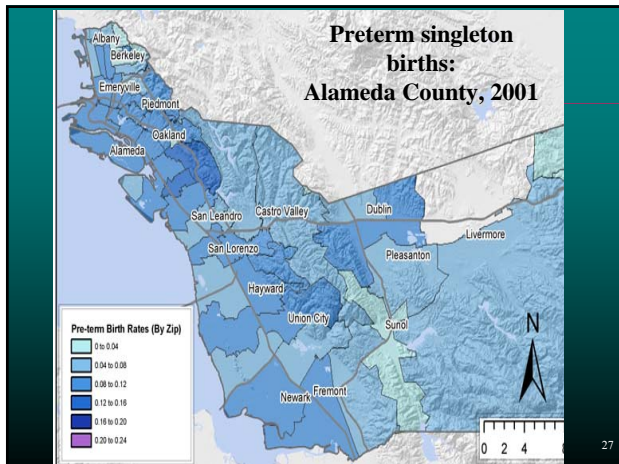 Preterm singleton
births:
Alameda County, 2001
Albany
Berkeley
Emeryville
Piedmont
Oakland
Alameda
San Leandro
Castro Valley
Dublin
Livermore
San Lorenzo
Pleasanton
Hayward
Union City
Sunol
Newark
Fremont
N
Pre-term Birth Rates (By Zip)
0 to 0.04
0.04 to 0.08
0.08 to 0.12
0.12 to 0.16
0.16 to 0.20
0.20 to 0.24
0 2 4
27